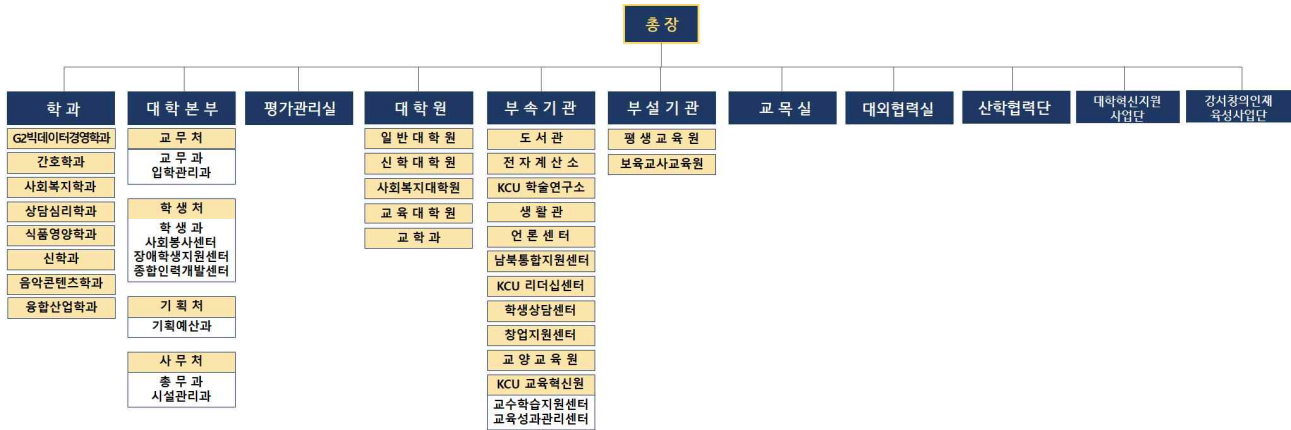 총 장
학 과
대 학 본 부
평가관리실
대 학 원
부 속 기 관
부 설 기 관
교 목 실
대외협력실
산학협력단
대학혁신지원
사업단
강서창의인재
육성사업단
G2빅데이터경영학과
간호학과
사회복지학과
상담심리학과
식품영양학과
신학과
음악콘텐츠학과
융합산업학과
교 무 처
교 무 과
입학관리과
학 생 처
학 생 과
사회봉사센터
장애학생지원센터
종합인력개발센터
기 획 처
기획예산과
사 무 처
총 무 과
시설관리과
일 반 대 학 원
신 학 대 학 원
사회복지대학원
교 육 대 학 원
교 학 과
도 서 관
전 자 계 산 소
KCU 학술연구소
생 활 관
언 론 센 터
남북통합지원센터
KCU 리더십센터
학생상담센터
창업지원센터
교 양 교 육 원
KCU 교육혁신원
교수학습지원센터
교육성과관리센터
평 생 교 육 원
보육교사교육원